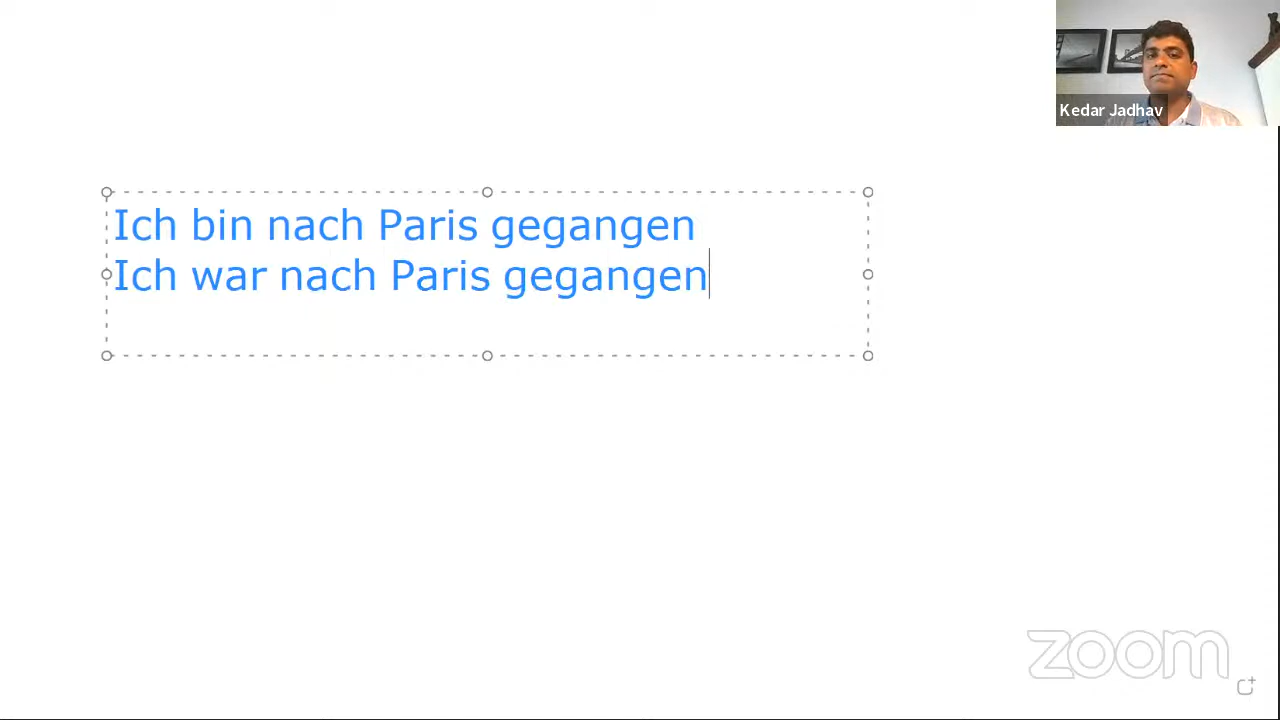 Kedar Jadhav
Ich bin nach Paris gegangen
Ich war nach Paris gegangen
zoom